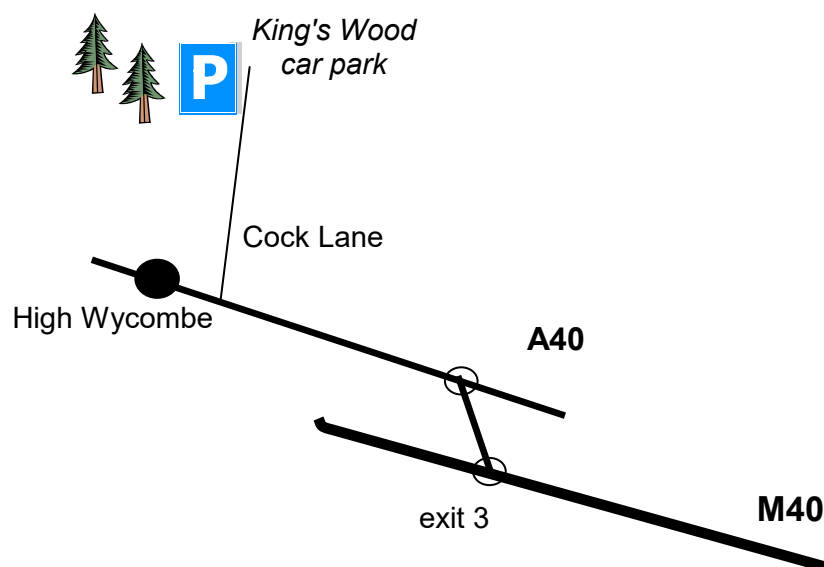 King's Wood
car park
P
Cock Lane
High Wycombe
A40
exit 3
M40